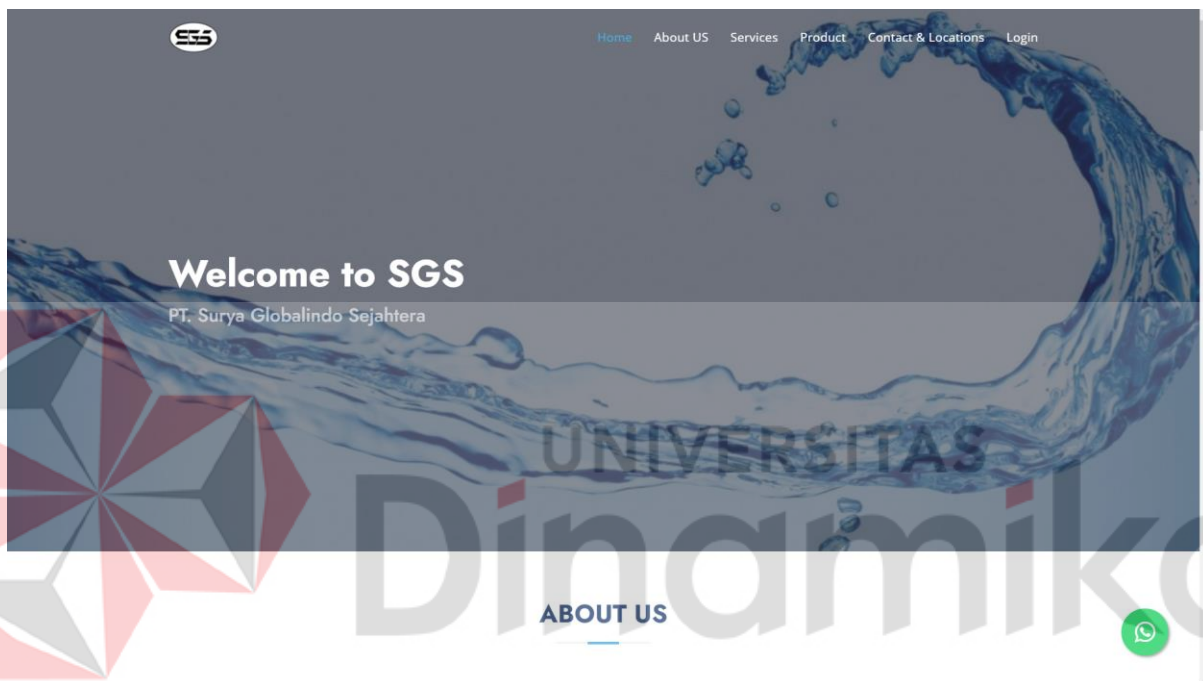 SGS
Home About US Services Product Contact & Locations Login
Welcome to SGS
PT. Surya Globalindo Sejahtera
UNIVERSITAS
Dinamika
ABOUT US